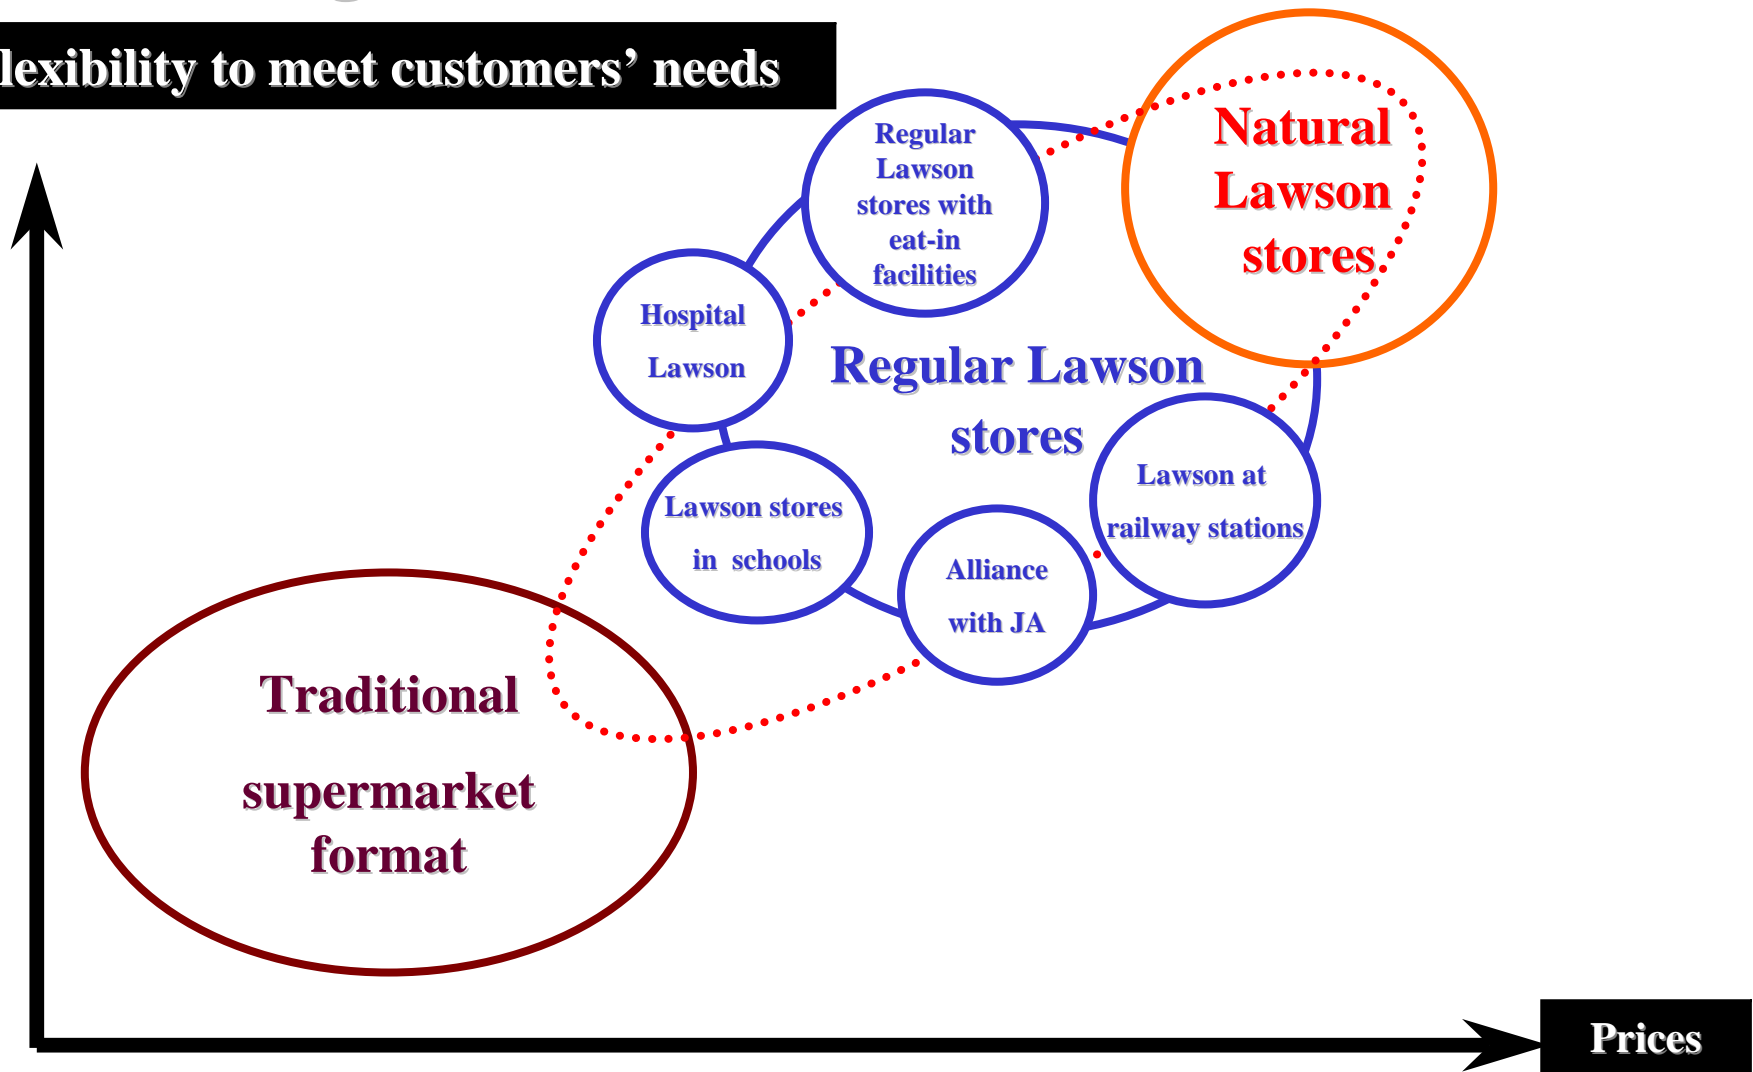 lexibility to meet customers’ needs
Regular
Lawson
stores with
eat-in
facilities
Natural
Lawson
stores
Hospital
Lawson
Regular Lawson
stores
Lawson stores
in schools
Lawson at
railway stations
Alliance
with JA
Traditional
supermarket
format
Prices